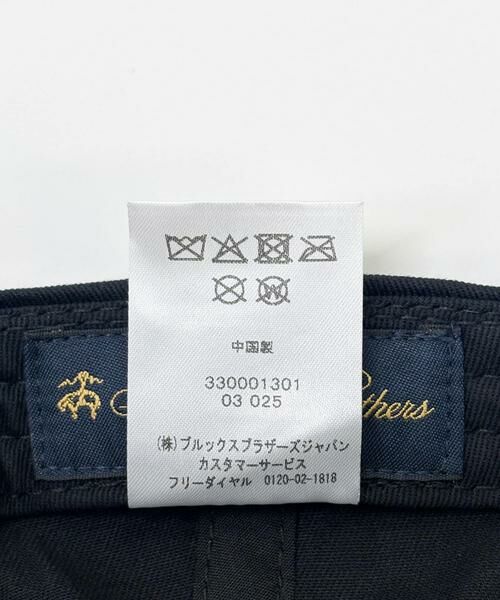 中国製
330001301
03 025
(株)ブルックスブラザーズジャパン
カスタマーサービス
フリーダイヤル 0120-02-1818